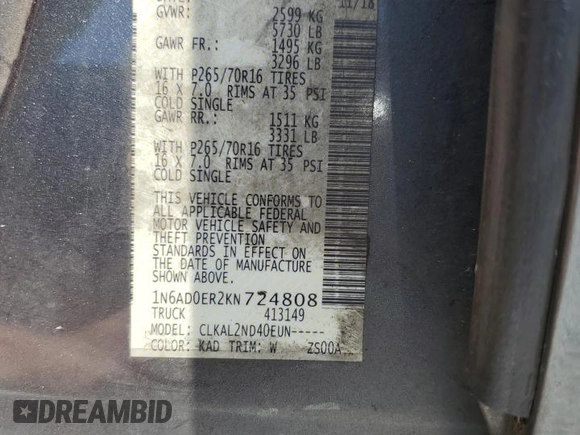 GVWR: 2599 KG
5730 LB
GAWR FR.: 1495 KG
3296 LB
WITH P265/70R16 TIRES
16 X 7.0 RIMS AT 35 PSI
COLD SINGLE
GAWR RR.: 1511 KG
3331 LB
WITH P265/70R16 TIRES
16 X 7.0 RIMS AT 35 PSI
COLD SINGLE
THIS VEHICLE CONFORMS TO
ALL APPLICABLE FEDERAL
MOTOR VEHICLE SAFETY AND
THEFT PREVENTION
STANDARDS IN EFFECT ON
THE DATE OF MANUFACTURE
SHOWN ABOVE.
1N6AD0ER2KN724808
TRUCK 413149
MODEL: CLKAL2ND40EUN-----
COLOR: KAD TRIM: W ZS00A
DREAMBID